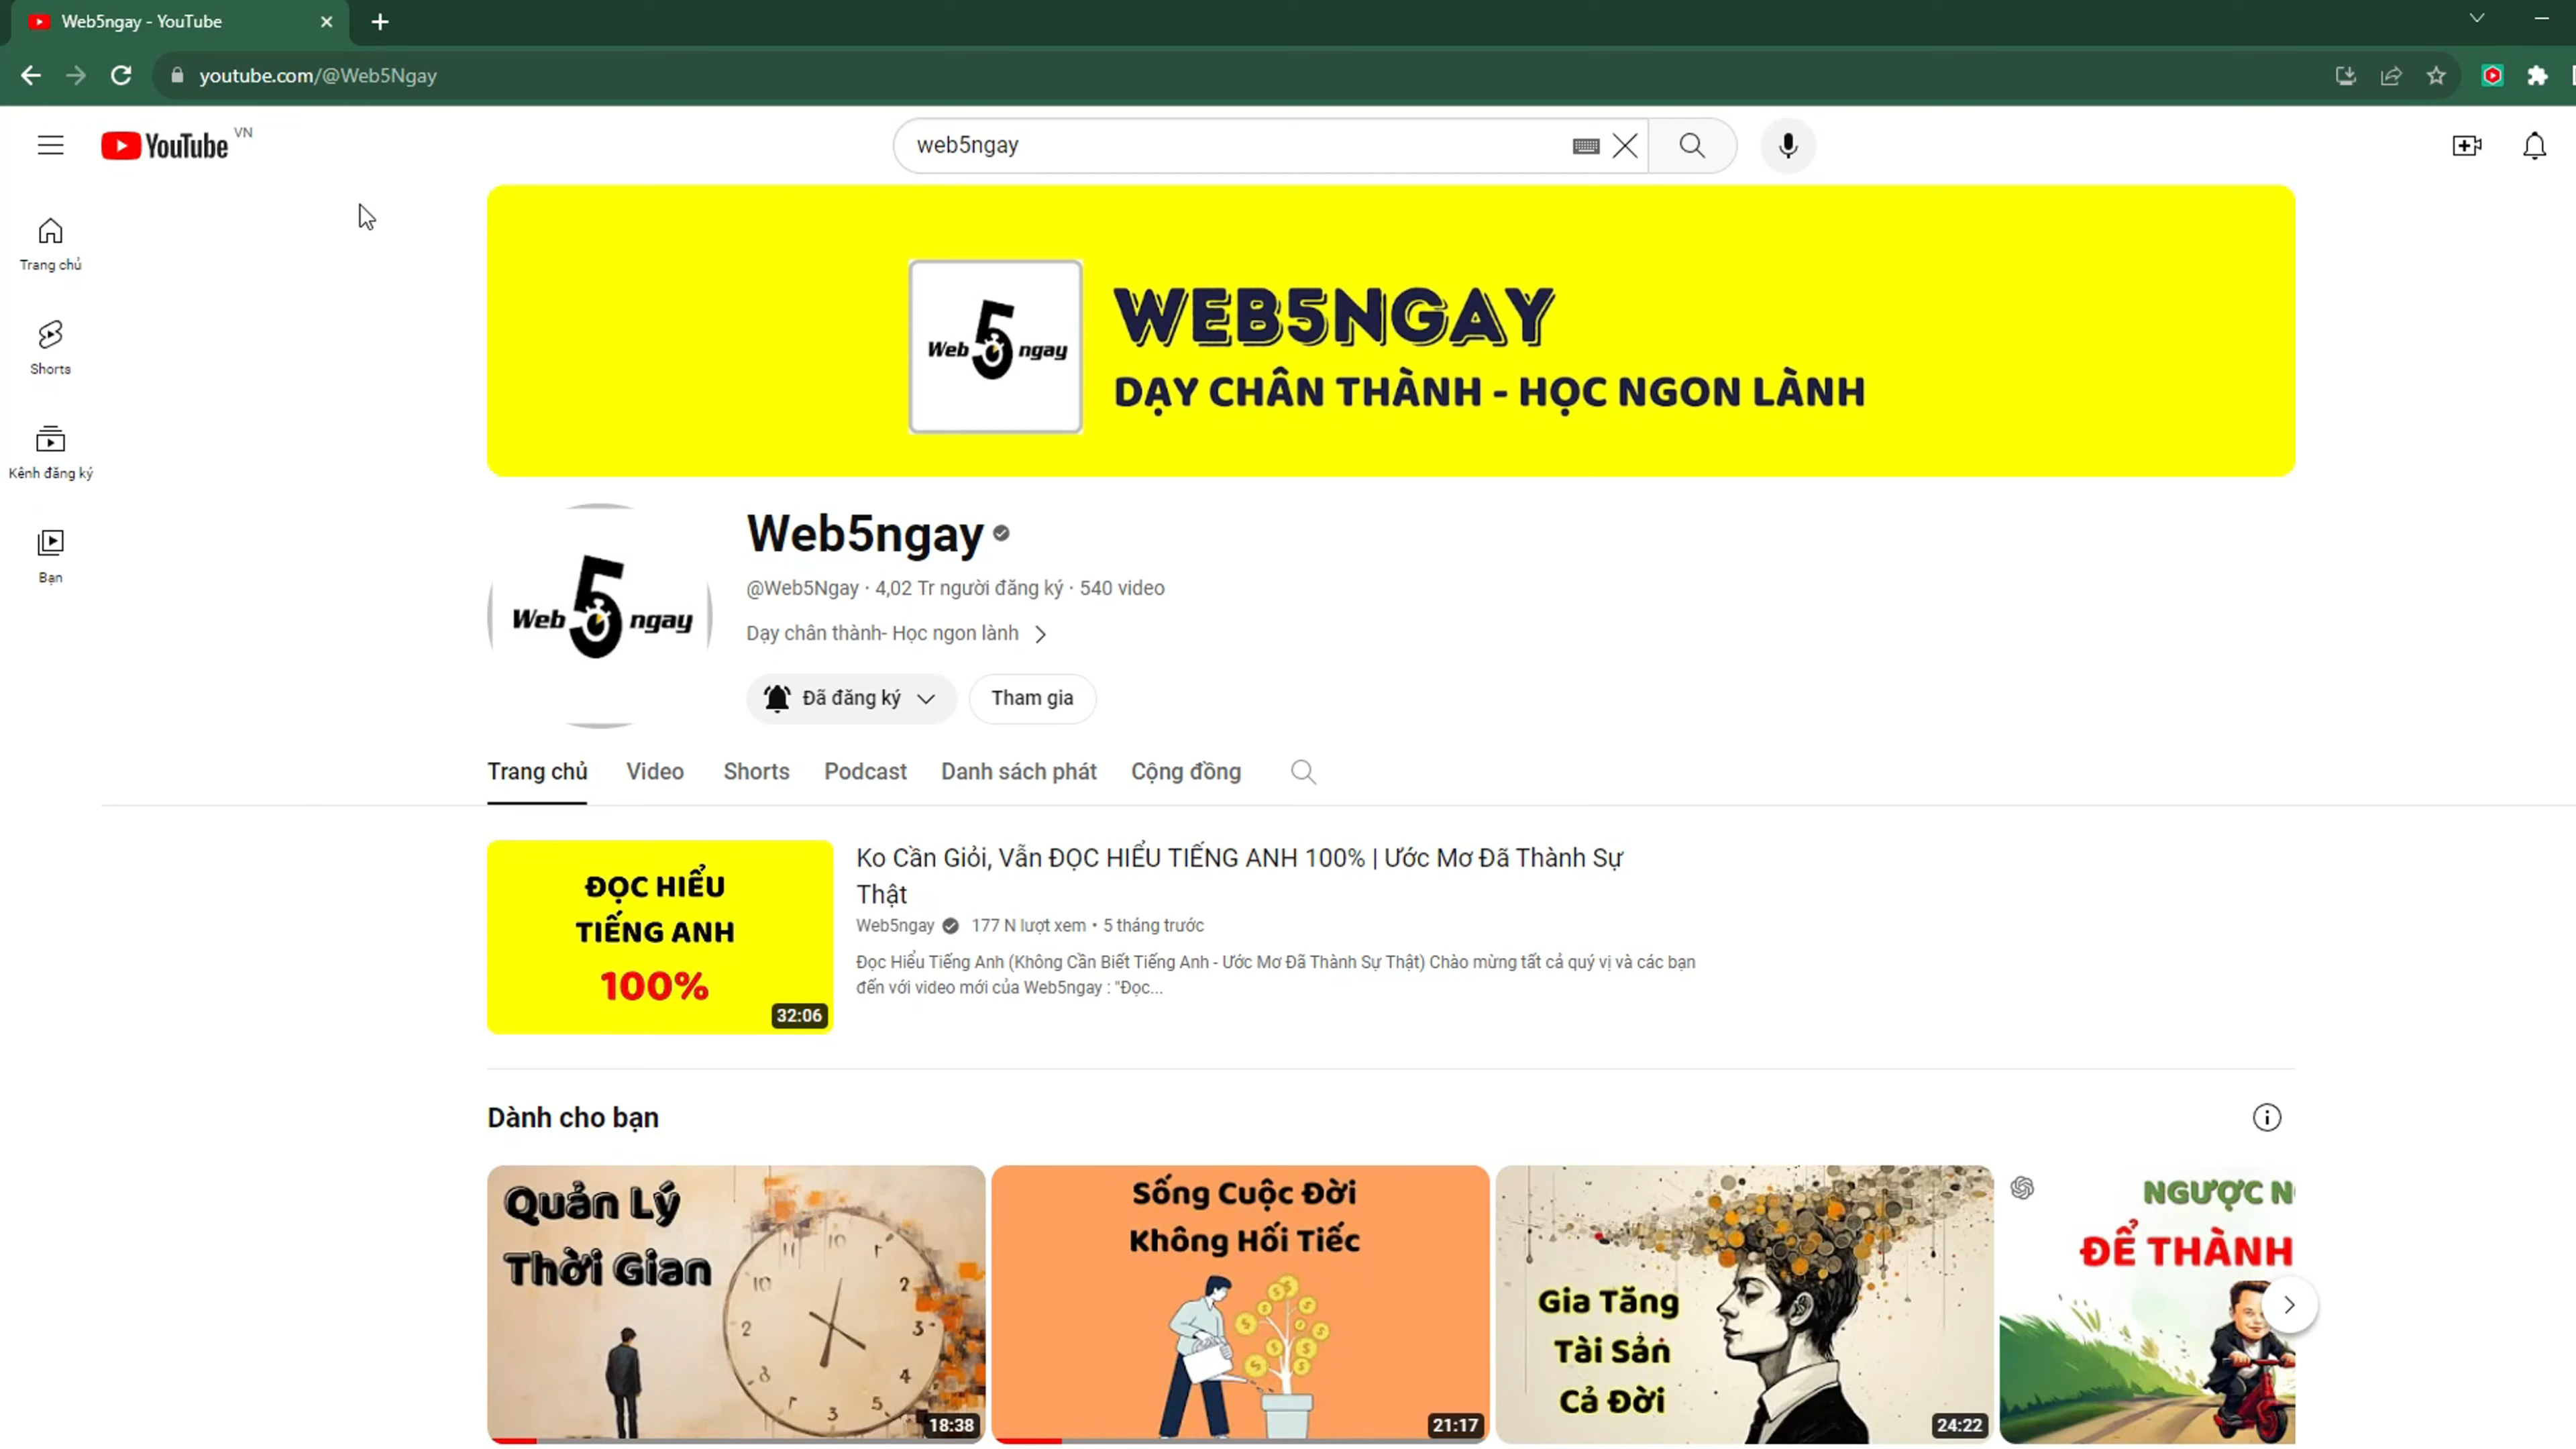 Web5ngay - YouTube
youtube.com/@Web5Ngay
YouTube VN
web5ngay
Trang chủ
Shorts
Kênh đăng ký
Bạn
Web 5 ngay
WEB5NGAY
DẠY CHÂN THÀNH - HỌC NGON LÀNH
Web 5 ngay
Web5ngay
@Web5Ngay · 4,02 Tr người đăng ký · 540 video
Dạy chân thành- Học ngon lành
Đã đăng ký
Tham gia
Trang chủ Video Shorts Podcast Danh sách phát Cộng đồng
ĐỌC HIỂU
TIẾNG ANH
100%
32:06
Ko Cần Giỏi, Vẫn ĐỌC HIỂU TIẾNG ANH 100% | Ước Mơ Đã Thành Sự
Thật
Web5ngay 177 N lượt xem • 5 tháng trước
Đọc Hiểu Tiếng Anh (Không Cần Biết Tiếng Anh - Ước Mơ Đã Thành Sự Thật) Chào mừng tất cả quý vị và các bạn
đến với video mới của Web5ngay : "Đọc...
Dành cho bạn
Quản Lý
Thời Gian
18:38
Sống Cuộc Đời
Không Hối Tiếc
21:17
Gia Tăng
Tài Sản
Cả Đời
24:22
NGƯỢC N
ĐỂ THÀNH